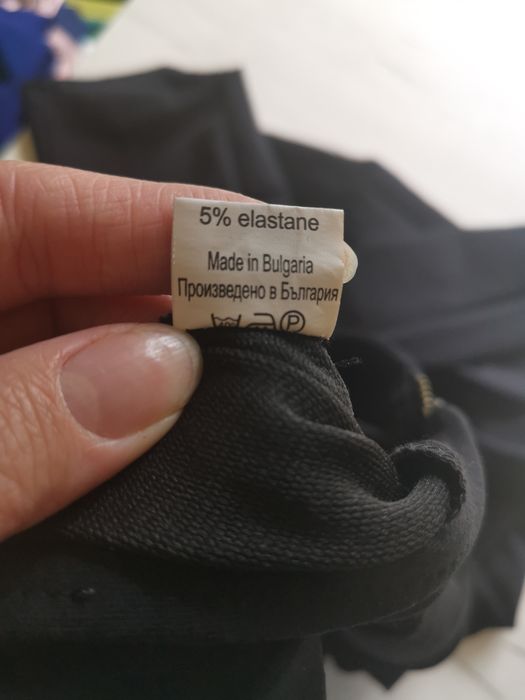 5% elastane
Made in Bulgaria
Произведено в България
P